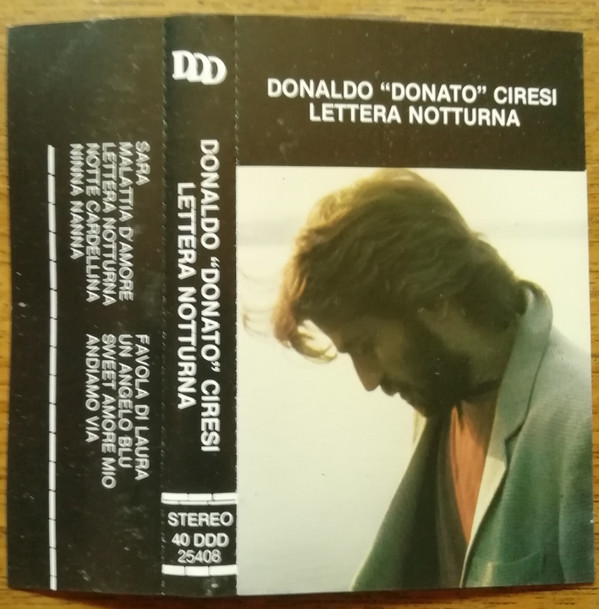 DONALDO “DONATO” CIRESI
LETTERA NOTTURNA
DDD
DONALDO “DONATO” CIRESI
LETTERA NOTTURNA
STEREO
40 DDD
25408
SARA
MALATTIA D'AMORE
LETTERA NOTTURNA
NOTTE CARDELLINA
NINNA NANNA
FAVOLA DI LAURA
UN ANGELO BLU
SWEET AMORE MIO
ANDIAMO VIA